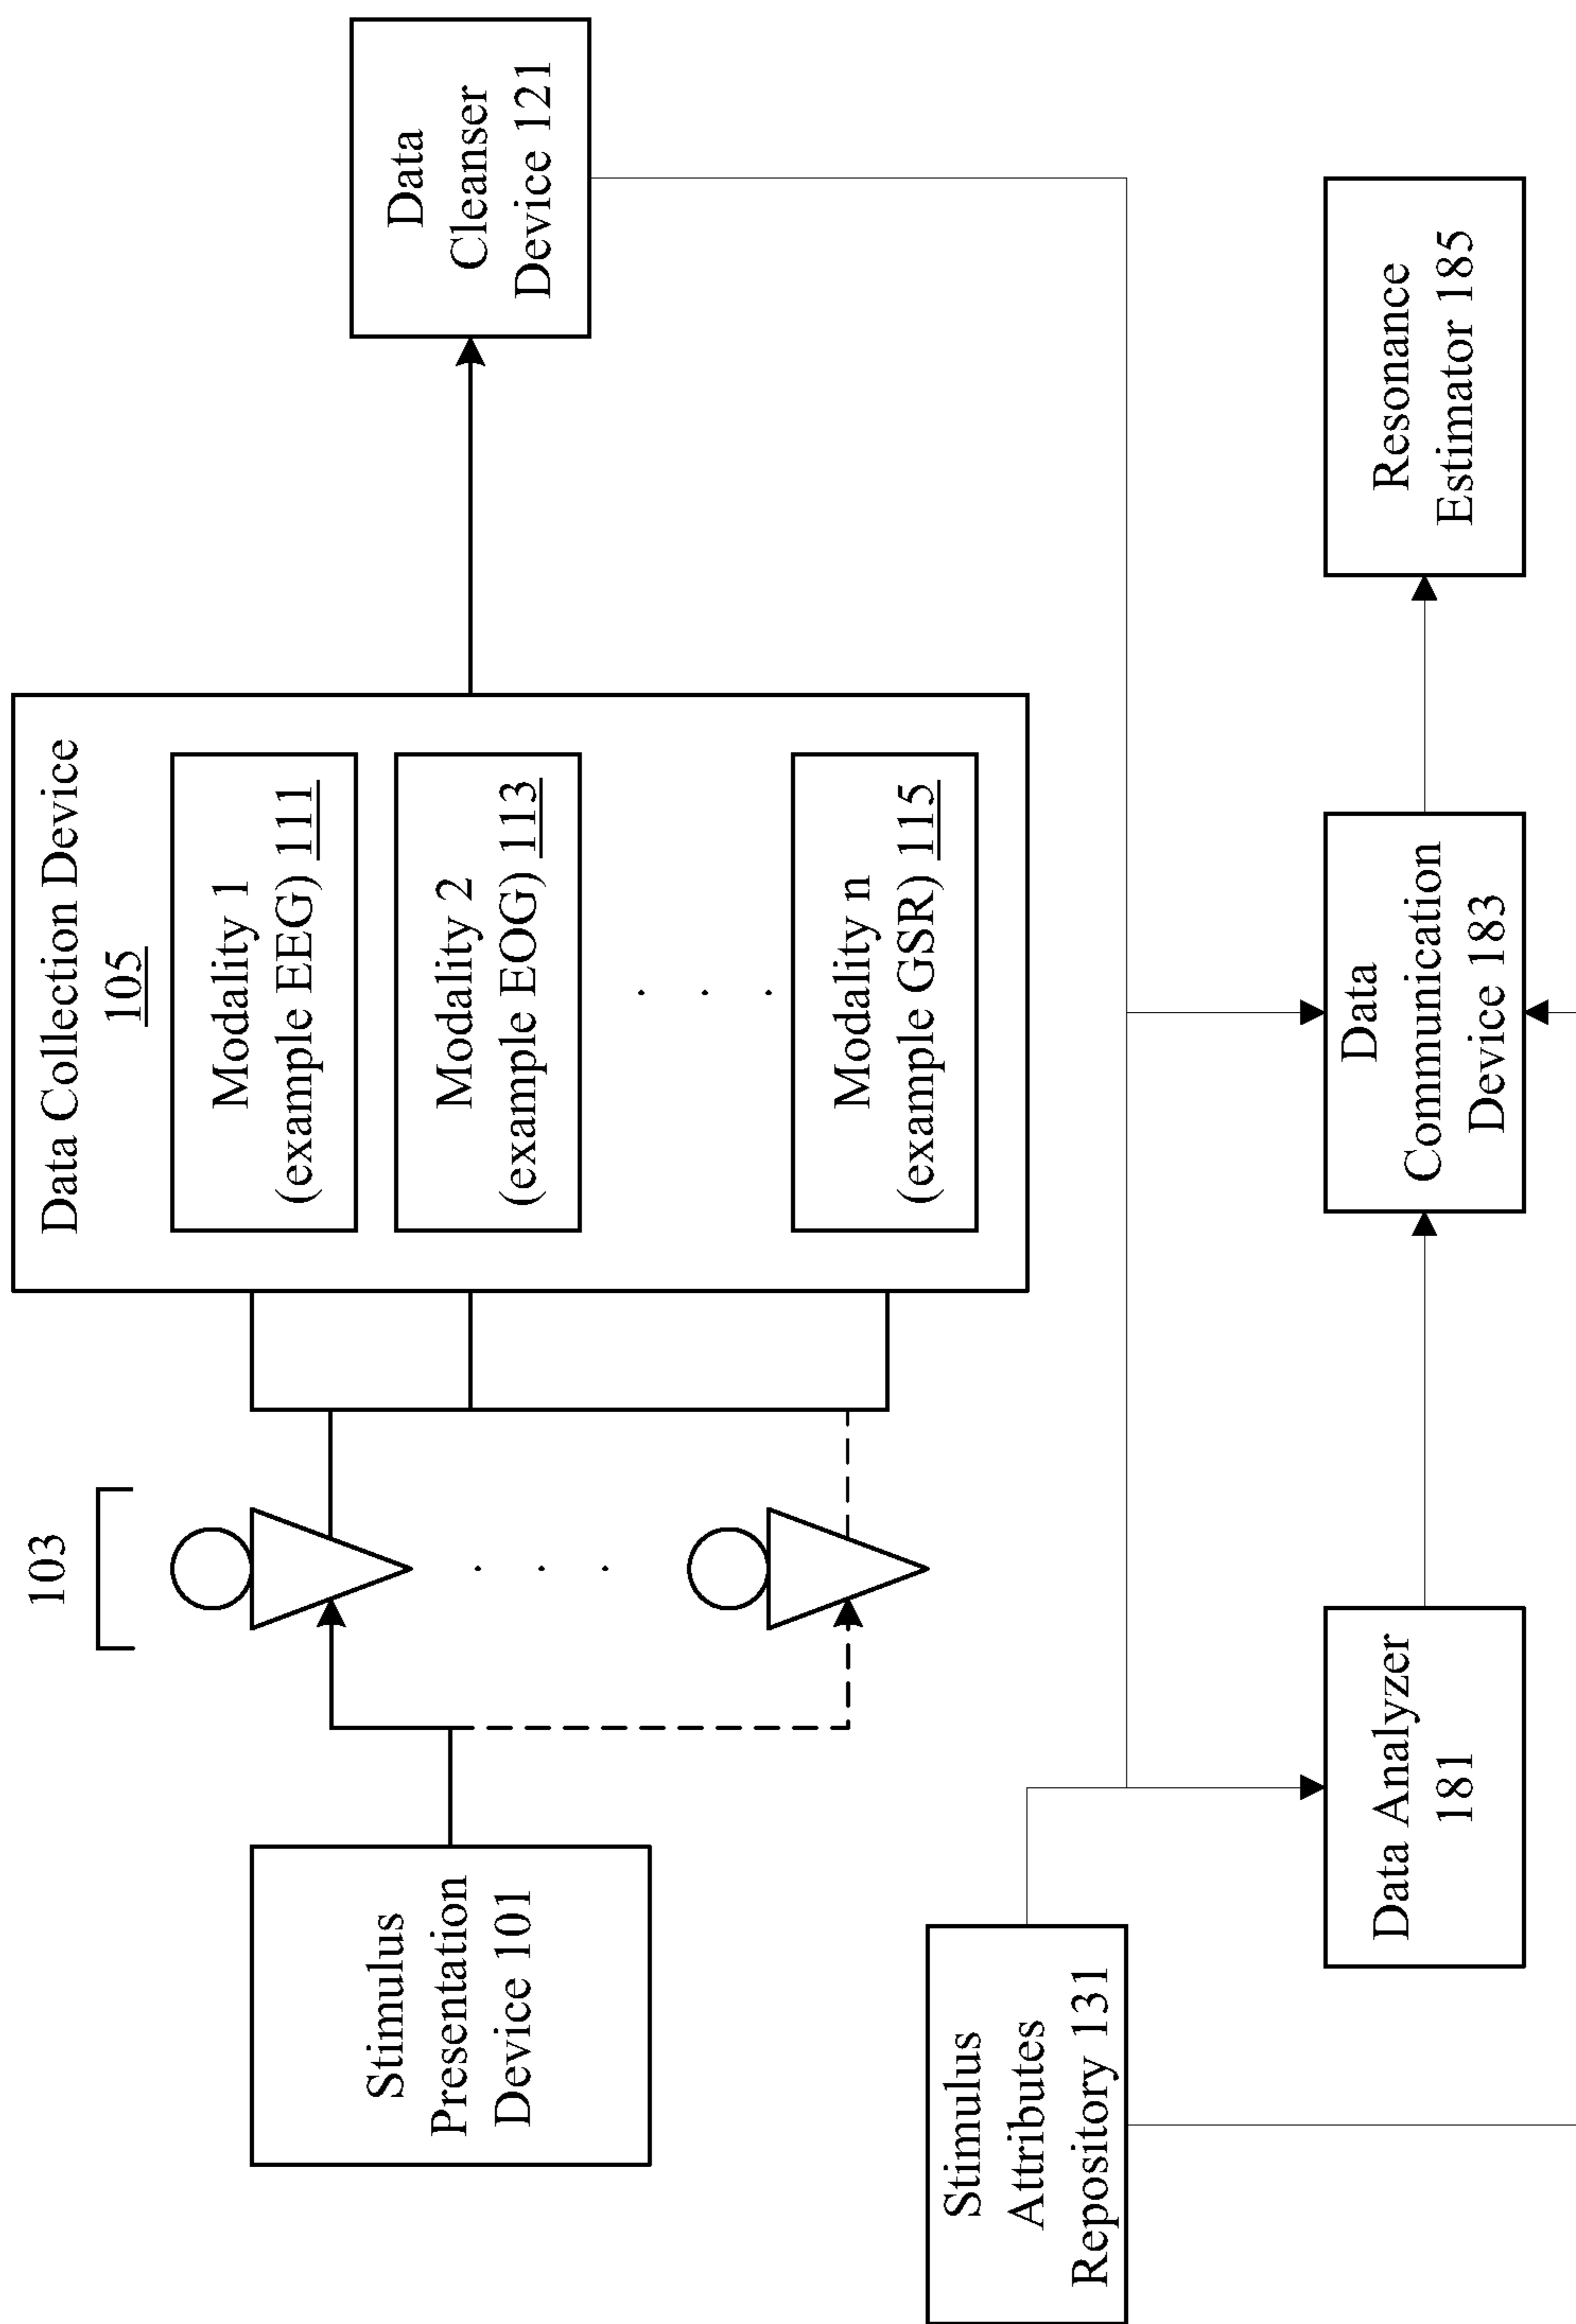 103
Data Collection Device
105
Stimulus
Presentation
Device 101
Modality 1
(example EEG) 111
Modality 2
(example EOG) 113
. . .
. . .
Modality n
(example GSR) 115
Data
Cleanser
Device 121
Stimulus
Attributes
Repository 131
Data Analyzer
181
Data
Communication
Device 183
Resonance
Estimator 185